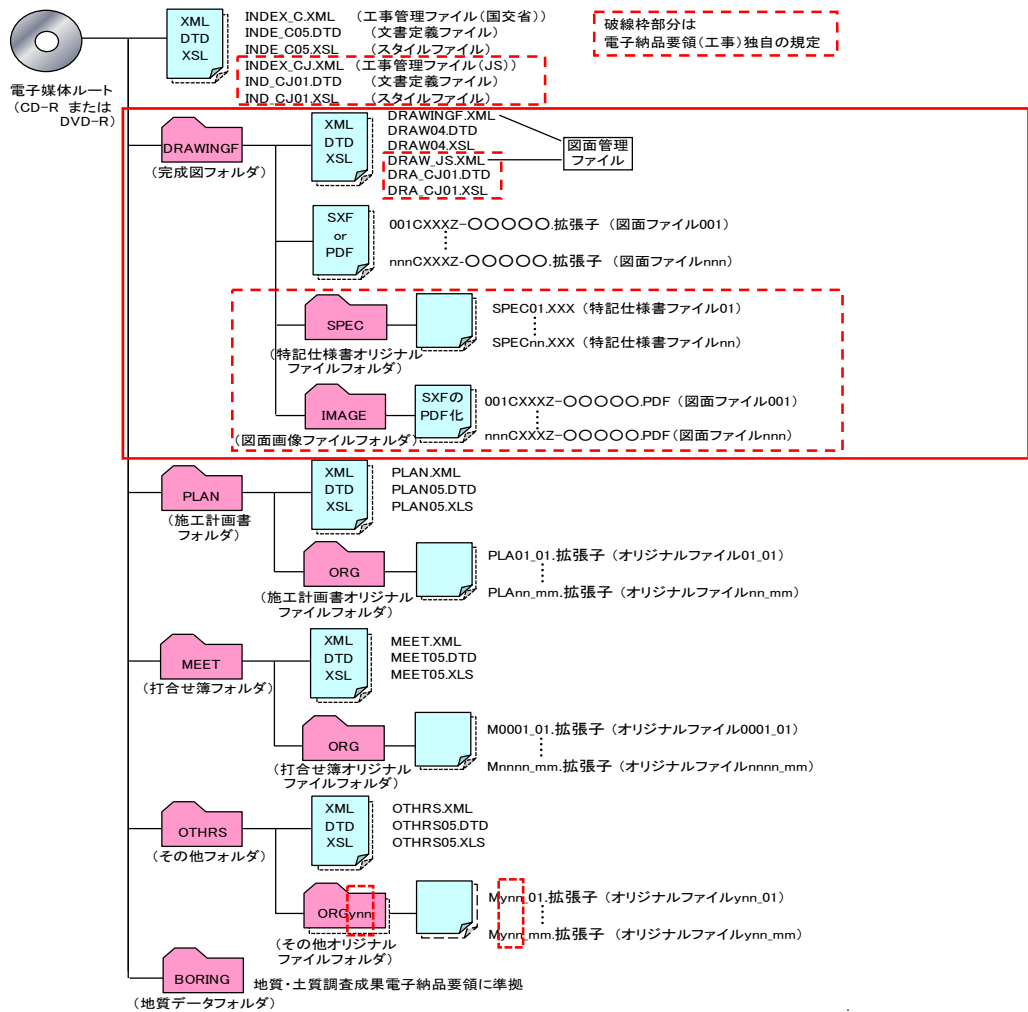 電子媒体ルート
(CD-R または
DVD-R)
XML
DTD
XSL
INDEX_C.XML (工事管理ファイル(国交省))
INDE_C05.DTD (文書定義ファイル)
INDE_C05.XSL (スタイルファイル)
INDEX_CJ.XML (工事管理ファイル(JS))
IND_CJ01.DTD (文書定義ファイル)
IND_CJ01.XSL (スタイルファイル)
破線枠部分は
電子納品要領(工事)独自の規定
DRAWINGF
(完成図フォルダ)
XML
DTD
XSL
DRAWINGF.XML
DRAW04.DTD
DRAW04.XSL
DRAW_JS.XML
DRA_CJ01.DTD
DRA_CJ01.XSL
図面管理
ファイル
SXF
or
PDF
001CXXXZ-○○○○○.拡張子 (図面ファイル001)
nnnCXXXZ-○○○○○.拡張子 (図面ファイルnnn)
SPEC
(特記仕様書オリジナル
ファイルフォルダ)
SPEC01.XXX (特記仕様書ファイル01)
SPECnn.XXX (特記仕様書ファイルnn)
IMAGE
(図面画像ファイルフォルダ)
SXFの
PDF化
001CXXXZ-○○○○○.PDF (図面ファイル001)
nnnCXXXZ-○○○○○.PDF(図面ファイルnnn)
PLAN
(施工計画書
フォルダ)
XML
DTD
XSL
PLAN.XML
PLAN05.DTD
PLAN05.XLS
ORG
(施工計画書オリジナル
ファイルフォルダ)
PLA01_01.拡張子 (オリジナルファイル01_01)
PLAnn_mm.拡張子 (オリジナルファイルnn_mm)
MEET
(打合せ簿フォルダ)
XML
DTD
XSL
MEET.XML
MEET05.DTD
MEET05.XLS
ORG
(打合せ簿オリジナル
ファイルフォルダ)
M0001_01.拡張子 (オリジナルファイル0001_01)
Mnnnn_mm.拡張子 (オリジナルファイルnnnn_mm)
OTHRS
(その他フォルダ)
XML
DTD
XSL
OTHRS.XML
OTHRS05.DTD
OTHRS05.XLS
ORGynn
(その他オリジナル
ファイルフォルダ)
Mynn_01.拡張子 (オリジナルファイルynn_01)
Mynn_mm.拡張子 (オリジナルファイルynn_mm)
BORING
(地質データフォルダ)
地質・土質調査成果電子納品要領に準拠